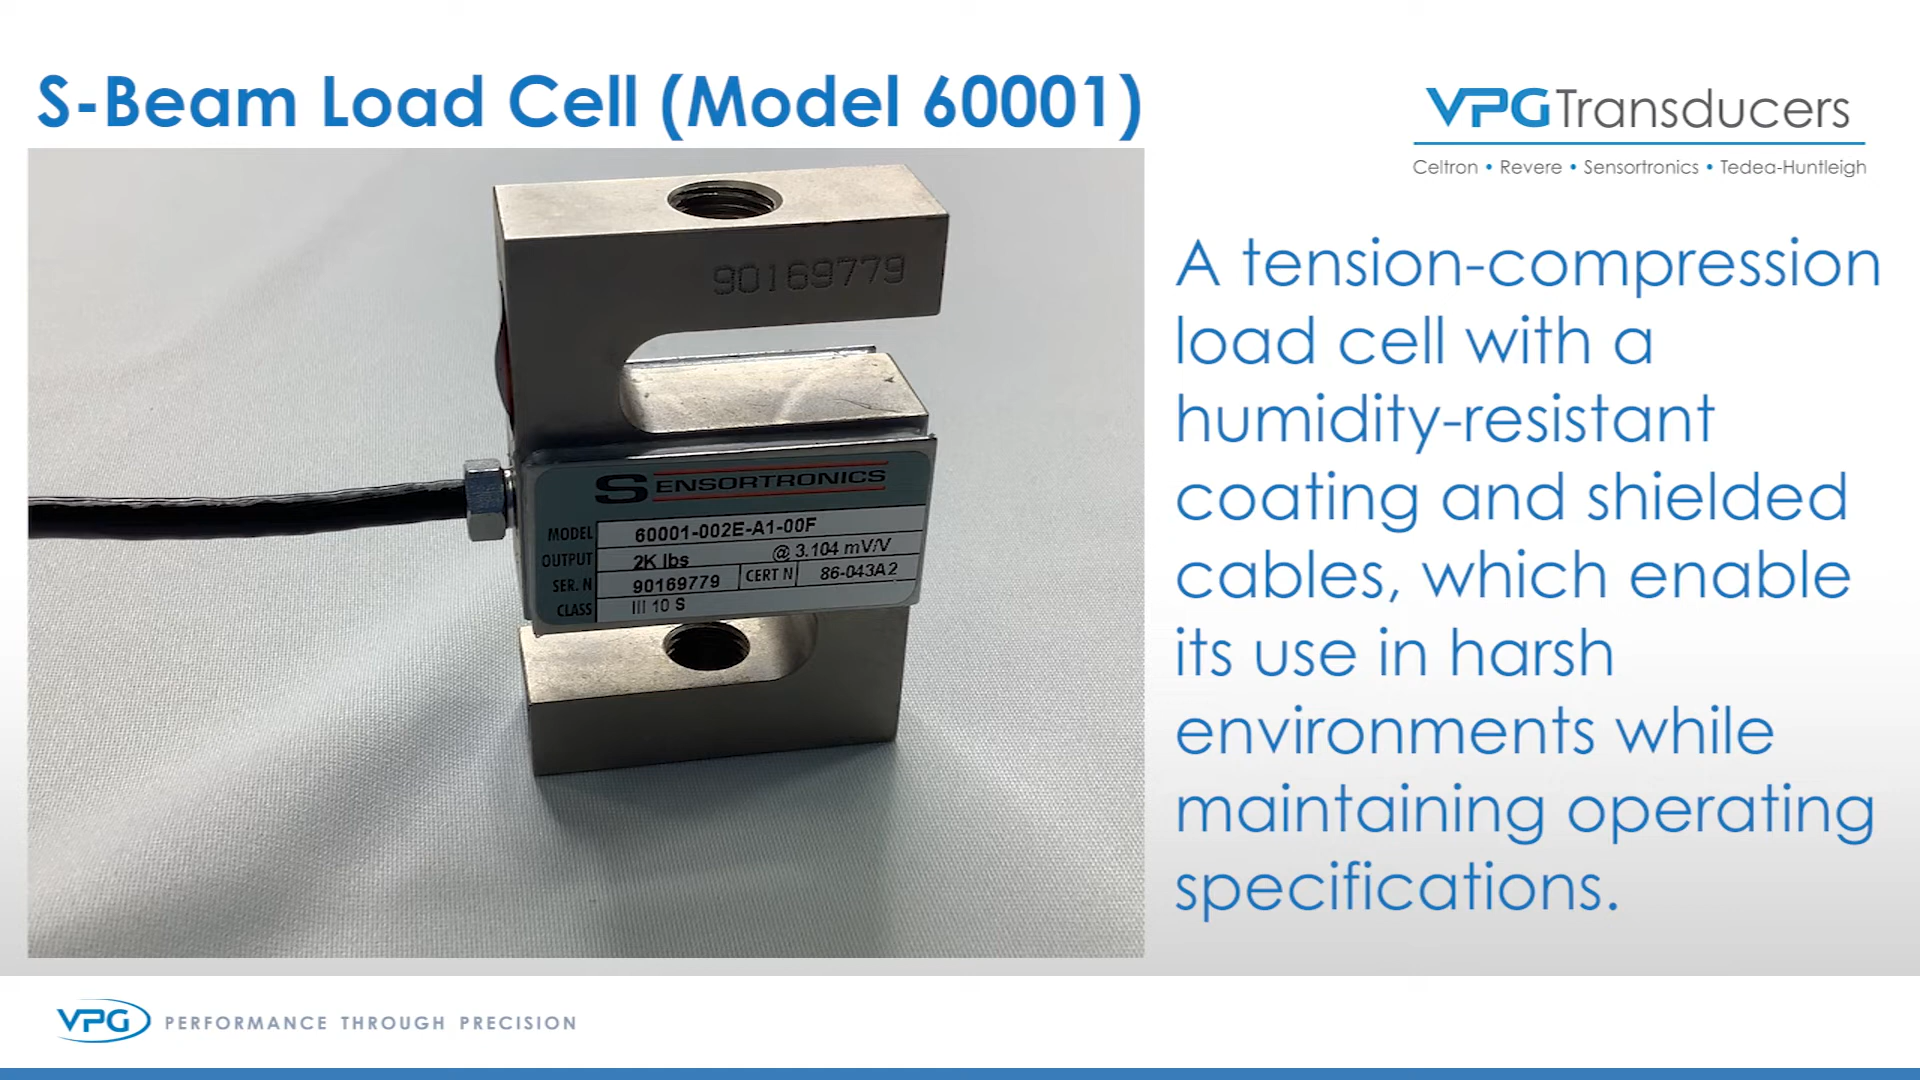 S-Beam Load Cell (Model 60001)
VPG Transducers
Celtron • Revere • Sensortronics • Tedea-Huntleigh
90169779
SENSORTRONICS
MODEL 60001-002E-A1-00F
OUTPUT 2K lbs @ 3.104 mV/V
SER. N 90169779 CERT N 86-043A2
CLASS III 10 S
A tension-compression
load cell with a
humidity-resistant
coating and shielded
cables, which enable
its use in harsh
environments while
maintaining operating
specifications.
VPG PERFORMANCE THROUGH PRECISION